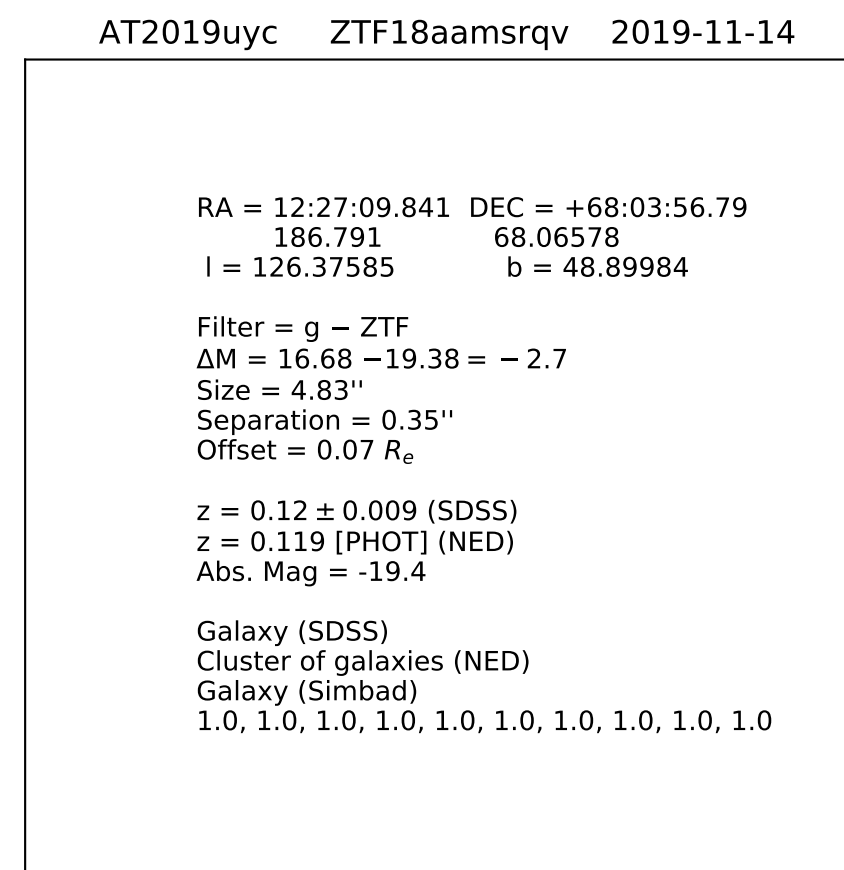 AT2019uyc ZTF18aamsrqv 2019-11-14
RA = 12:27:09.841 DEC = +68:03:56.79
186.791 68.06578
l = 126.37585 b = 48.89984
Filter = g − ZTF
ΔM = 16.68 −19.38 = − 2.7
Size = 4.83''
Separation = 0.35''
Offset = 0.07 Re
z = 0.12 ± 0.009 (SDSS)
z = 0.119 [PHOT] (NED)
Abs. Mag = -19.4
Galaxy (SDSS)
Cluster of galaxies (NED)
Galaxy (Simbad)
1.0, 1.0, 1.0, 1.0, 1.0, 1.0, 1.0, 1.0, 1.0, 1.0